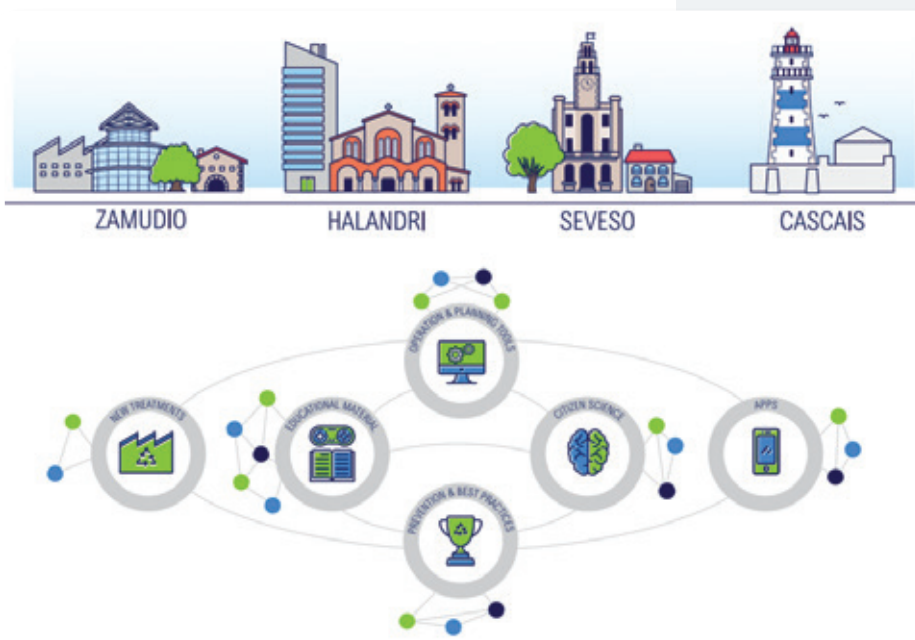 ZAMUDIO
HALANDRI
SEVESO
CASCAIS
OPERATION & PLANNING TOOLS
NEW TREATMENTS
EDUCATIONAL MATERIAL
CITIZEN SCIENCE
APPS
PREVENTION & BEST PRACTICES